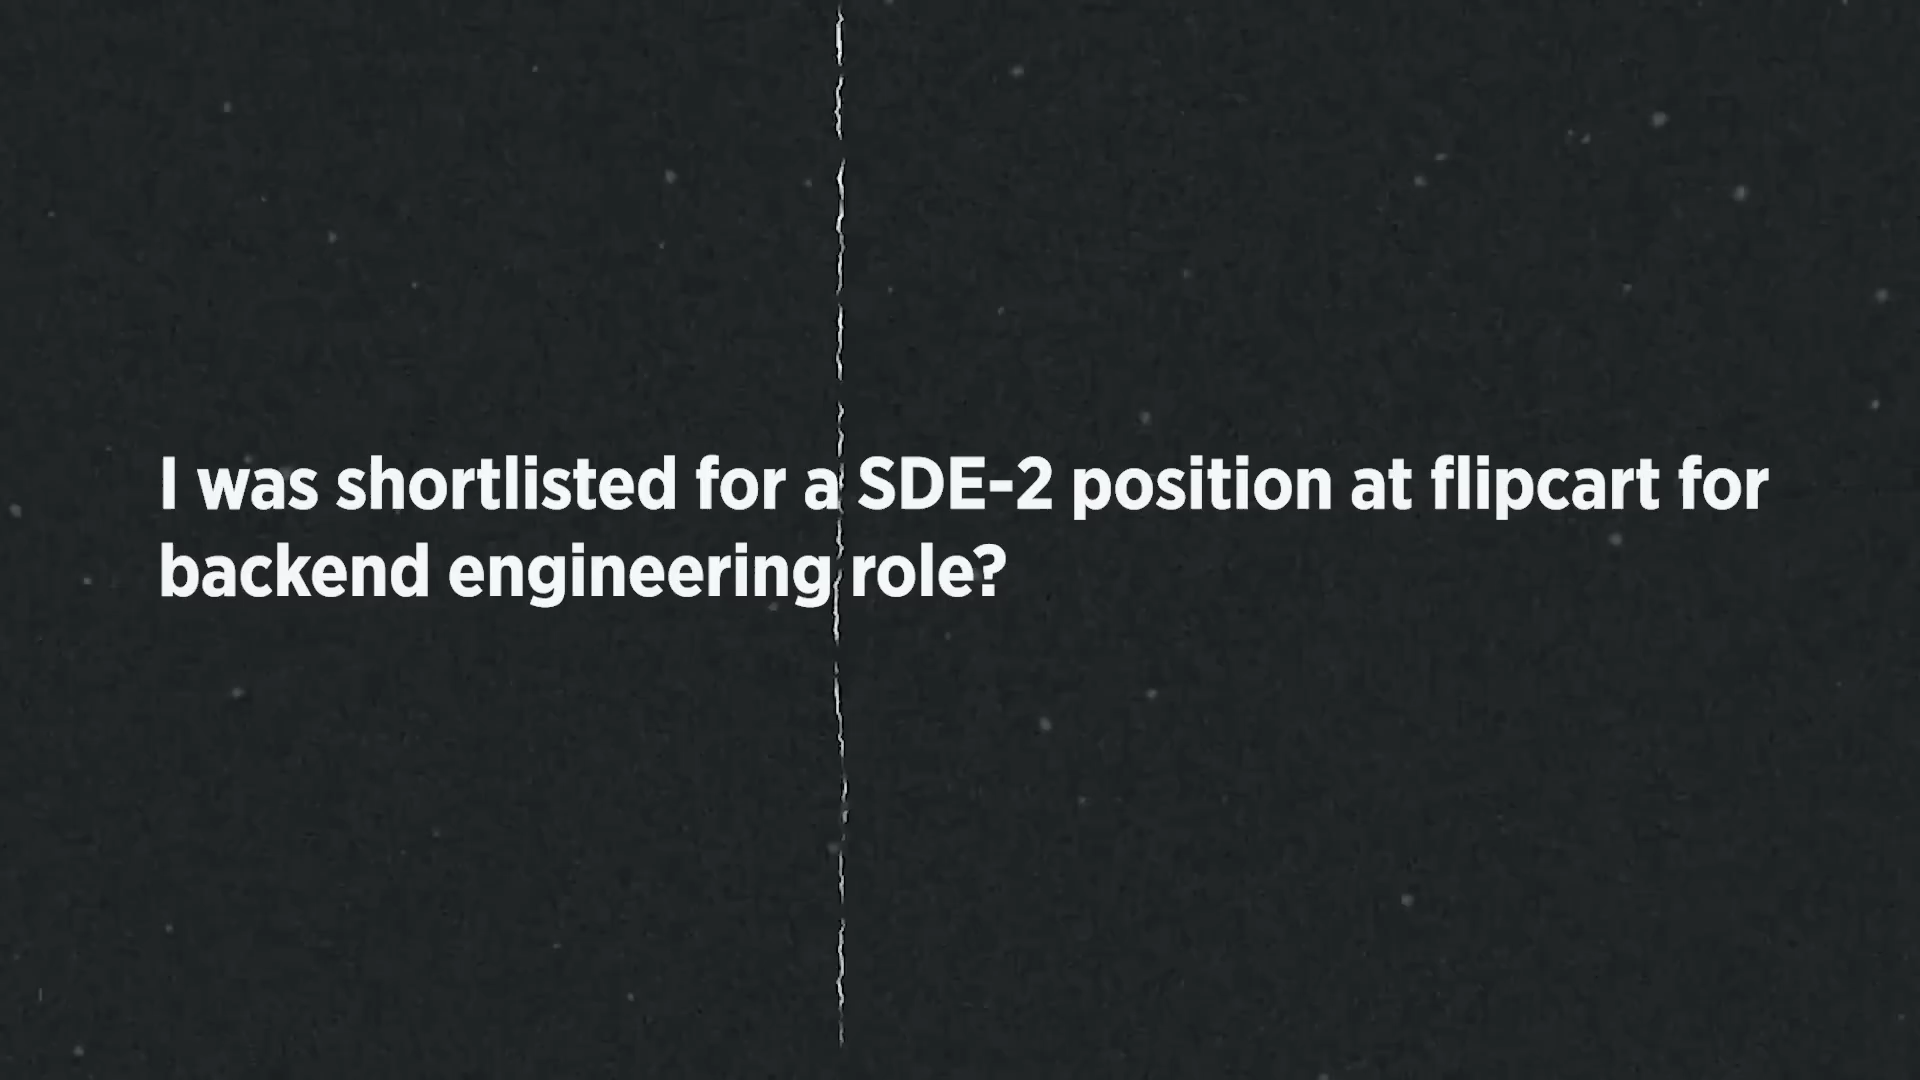 I was shortlisted for a SDE-2 position at flipcart for
backend engineering role?